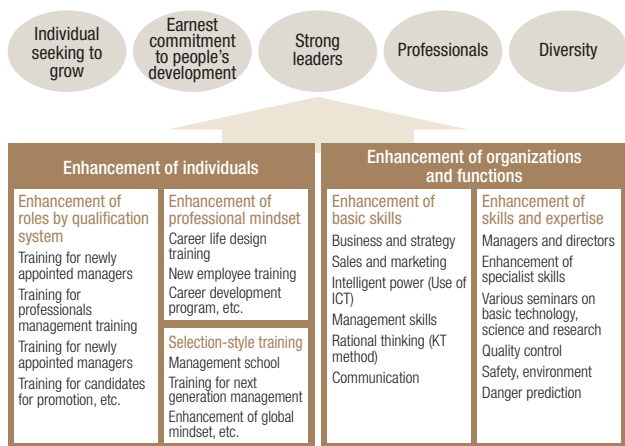 Individual
seeking to
grow
Earnest
commitment
to people's
development
Strong
leaders
Professionals
Diversity
Enhancement of individuals
Enhancement of
roles by qualification
system
Training for newly
appointed managers
Training for
professionals
management training
Training for newly
appointed managers
Training for candidates
for promotion, etc.
Enhancement of
professional mindset
Career life design
training
New employee training
Career development
program, etc.
Selection-style training
Management school
Training for next
generation management
Enhancement of global
mindset, etc.
Enhancement of organizations
and functions
Enhancement of
basic skills
Business and strategy
Sales and marketing
Intelligent power (Use of
ICT)
Management skills
Rational thinking (KT
method)
Communication
Enhancement of
skills and expertise
Managers and directors
Enhancement of
specialist skills
Various seminars on
basic technology,
science and research
Quality control
Safety, environment
Danger prediction